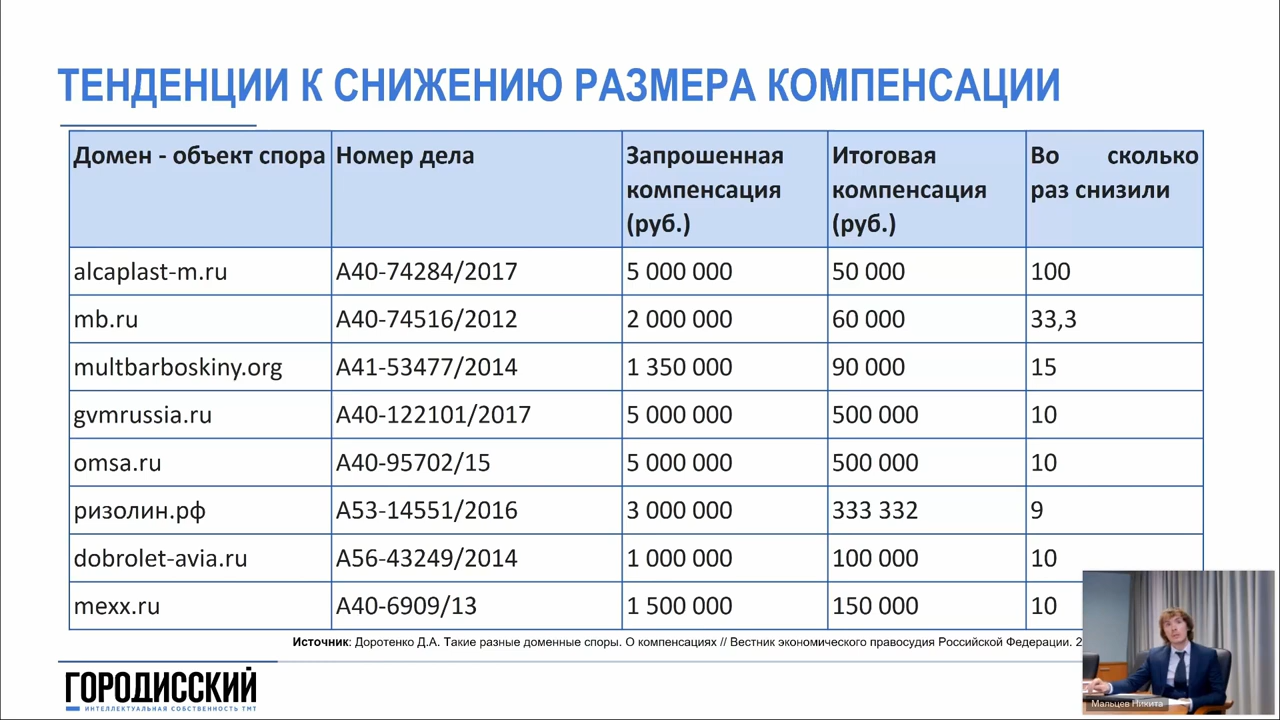 ТЕНДЕНЦИИ К СНИЖЕНИЮ РАЗМЕРА КОМПЕНСАЦИИ
Домен - объект спора Номер дела Запрошенная компенсация (руб.) Итоговая компенсация (руб.) Во сколько раз снизили
alcaplast-m.ru А40-74284/2017 5 000 000 50 000 100
mb.ru А40-74516/2012 2 000 000 60 000 33,3
multbarboskiny.org А41-53477/2014 1 350 000 90 000 15
gvmrussia.ru А40-122101/2017 5 000 000 500 000 10
omsa.ru А40-95702/15 5 000 000 500 000 10
ризолин.рф А53-14551/2016 3 000 000 333 332 9
dobrolet-avia.ru А56-43249/2014 1 000 000 100 000 10
mexx.ru А40-6909/13 1 500 000 150 000 10
Источник: Доротенко Д.А. Такие разные доменные споры. О компенсациях // Вестник экономического правосудия Российской Федерации. 2
ГОРОДИССКИЙ
ИНТЕЛЛЕКТУАЛЬНАЯ СОБСТВЕННОСТЬ ТМТ
Мальцев Никита